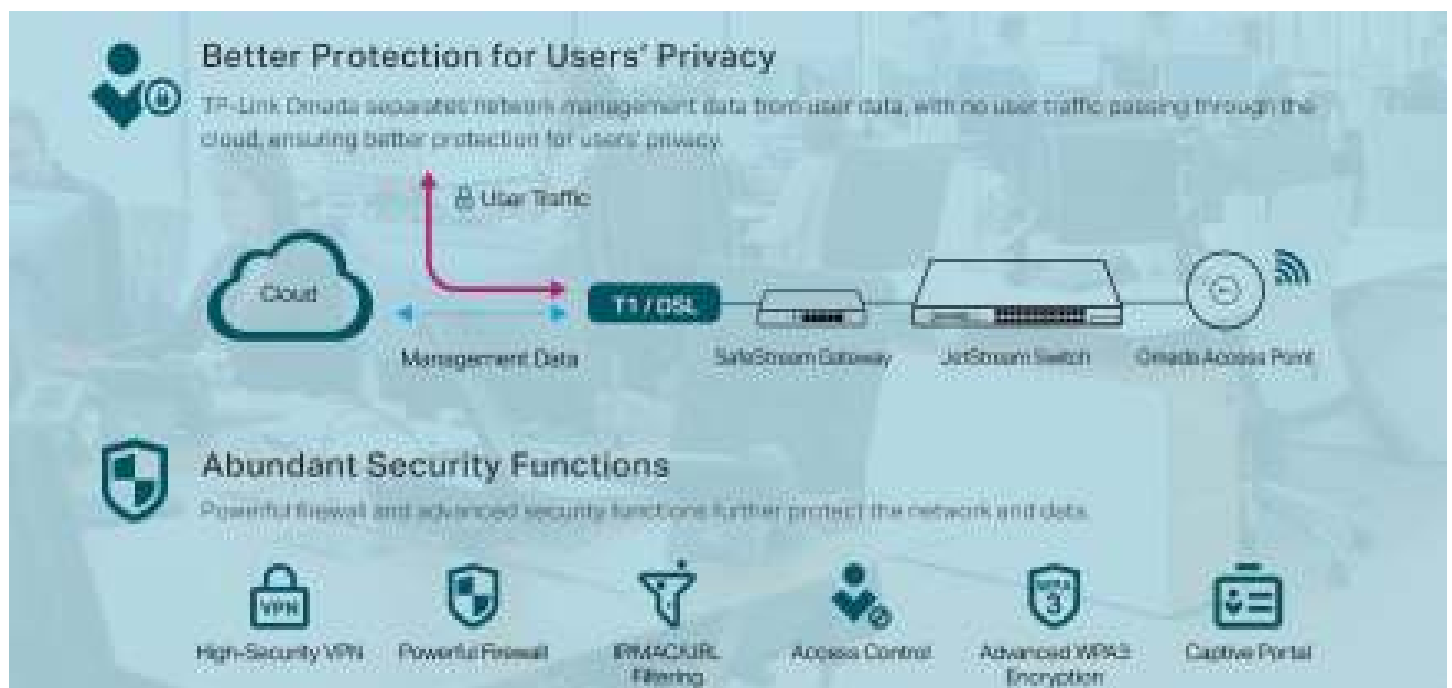 Better Protection for Users' Privacy
TP-Link Omada separates network management data from user data, with no user traffic passing through the
cloud, ensuring better protection for users' privacy.
User Traffic
Cloud
T1 / DSL
Management Data
SafeStream Gateway
JetStream Switch
Omada Access Point
Abundant Security Functions
Powerful firewall and advanced security functions further protect the network and data.
VPN
WPA
3
High-Security VPN
Powerful Firewall
IP/MAC/URL
Filtering
Access Control
Advanced WPA3
Encryption
Captive Portal